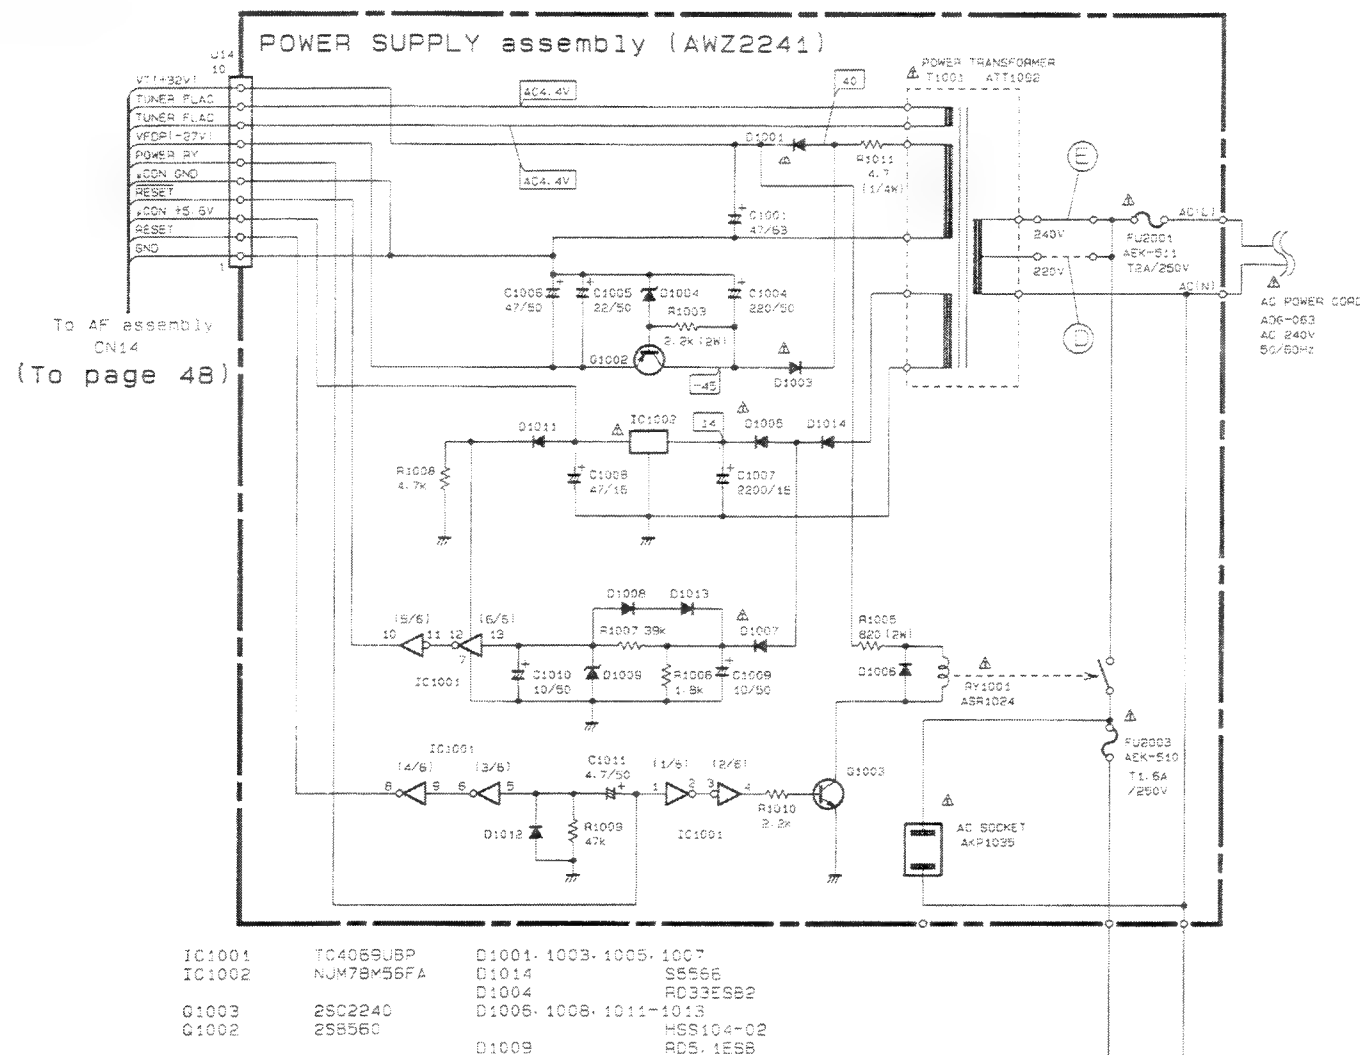 POWER SUPPLY assembly (AWZ2241)
J14
10
VT(+32V)
TUNER FLAC
TUNER FLAC
VFDP(-27V)
POWER RY
μCON GND
RESET
μCON +5.6V
RESET
GND
1
To AF assembly
CN14
(To page 48)
AC4.4V
AC4.4V
40
POWER TRANSFORMER
T1001 ATT1092
D1001
R1011
4.7
(1/4W)
C1001
47/63
E
240V
220V
D
FU2001
AEK-511
T2A/250V
AC(L)
AC(N)
AC POWER CORD
ADG-063
AC 240V
50/60Hz
C1006
47/50
C1005
22/50
D1004
C1004
220/50
R1003
2.2K (2W)
Q1002
-45
D1003
D1011
IC1002
14
D1005
D1014
R1008
4.7K
C1008
47/16
C1007
2200/16
D1008
D1013
(5/6)
(6/6)
10
11
12
13
7
IC1001
R1007 39K
D1007
C1010
10/50
D1009
R1006
1.8K
C1009
10/50
R1005
820 (2W)
D1006
RY1001
ASR1024
FU2003
AEK-510
T1.6A
/250V
IC1001
(4/6)
(3/6)
8
9
6
5
C1011
4.7/50
(1/6)
(2/6)
1
2
3
4
Q1003
D1012
R1009
47K
IC1001
R1010
2.2K
AC SOCKET
AKP1035
IC1001 TC4069UBP D1001, 1003, 1005, 1007
IC1002 NJM78M56FA D1014 S5566
D1004 RD33ESB2
Q1003 2SC2240 D1006, 1008, 1011-1013
Q1002 2SB560 HSS104-02
D1009 RD5.1ESB